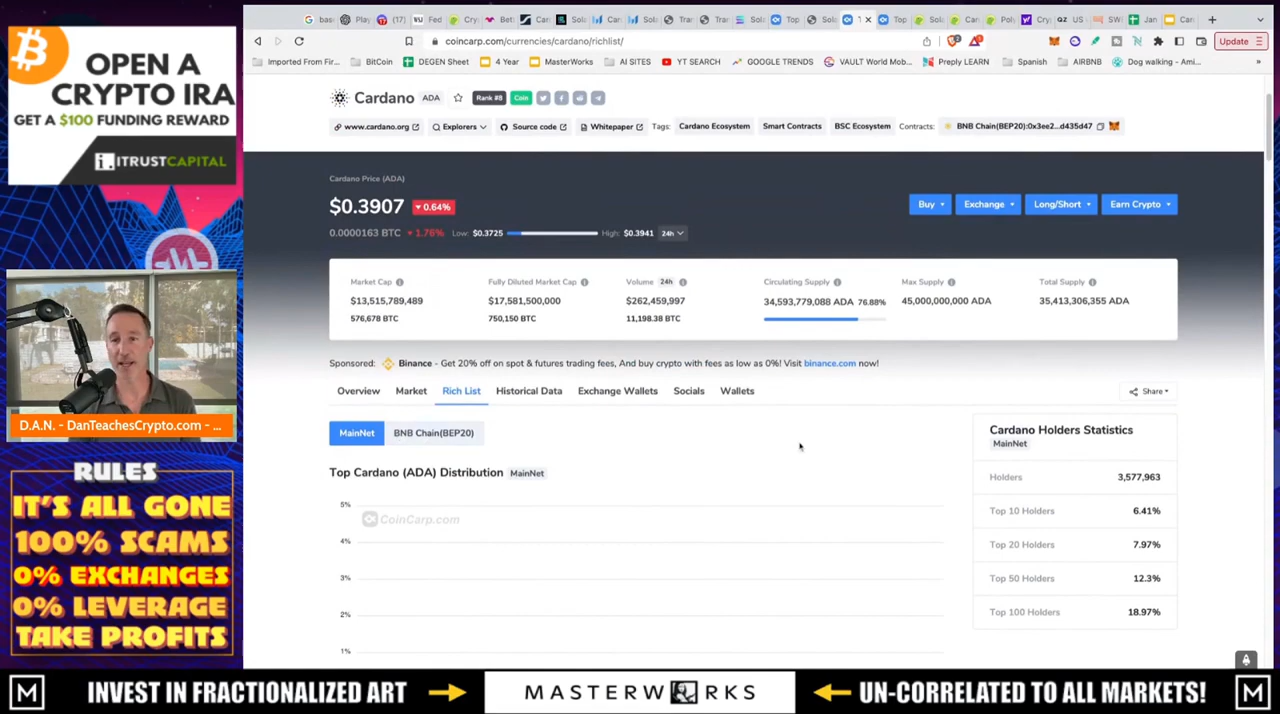 OPEN A
CRYPTO IRA
GET A $100 FUNDING REWARD
ITRUSTCAPITAL
D.A.N. - DanTeachesCrypto.com - ...
RULES
IT'S ALL GONE
100% SCAMS
0% EXCHANGES
0% LEVERAGE
TAKE PROFITS
coincarp.com/currencies/cardano/richlist/
Update
Imported From Fir... BitCoin DEGEN Sheet 4 Year MasterWorks AI SITES YT SEARCH GOOGLE TRENDS VAULT World Mob... Preply LEARN Spanish AIRBNB Dog walking - Ami... »
Cardano ADA Rank #8 Coin
www.cardano.org Explorers Source code Whitepaper Tags: Cardano Ecosystem Smart Contracts BSC Ecosystem Contracts: BNB Chain(BEP20):0x3ee2...d435d47
Cardano Price (ADA)
$0.3907 0.64%
Buy Exchange Long/Short Earn Crypto
0.0000163 BTC 1.76% Low: $0.3725 High: $0.3941 24h
Market Cap Fully Diluted Market Cap Volume 24h Circulating Supply Max Supply Total Supply
$13,515,789,489 $17,581,500,000 $262,459,997 34,593,779,088 ADA 76.88% 45,000,000,000 ADA 35,413,306,355 ADA
576,678 BTC 750,150 BTC 11,198.38 BTC
Sponsored: Binance - Get 20% off on spot & futures trading fees, And buy crypto with fees as low as 0%! Visit binance.com now!
Overview Market Rich List Historical Data Exchange Wallets Socials Wallets Share
MainNet BNB Chain(BEP20)
Top Cardano (ADA) Distribution MainNet
5%
CoinCarp.com
4%
3%
2%
1%
Cardano Holders Statistics
MainNet
Holders 3,577,963
Top 10 Holders 6.41%
Top 20 Holders 7.97%
Top 50 Holders 12.3%
Top 100 Holders 18.97%
M INVEST IN FRACTIONALIZED ART MASTERWORKS UN-CORRELATED TO ALL MARKETS! M